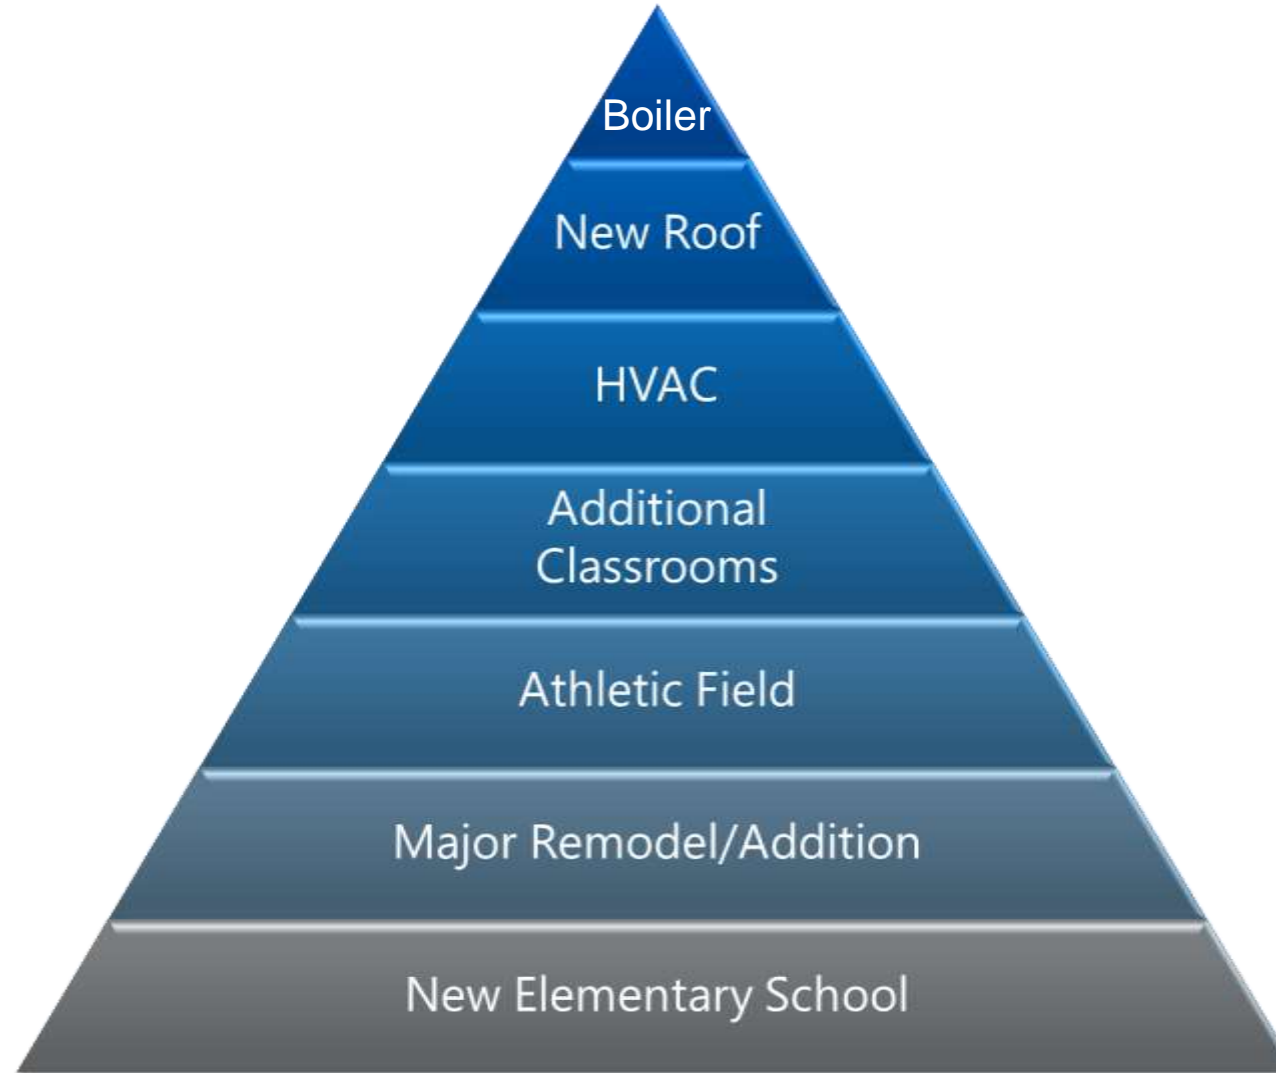 Boiler
New Roof
HVAC
Additional
Classrooms
Athletic Field
Major Remodel/Addition
New Elementary School